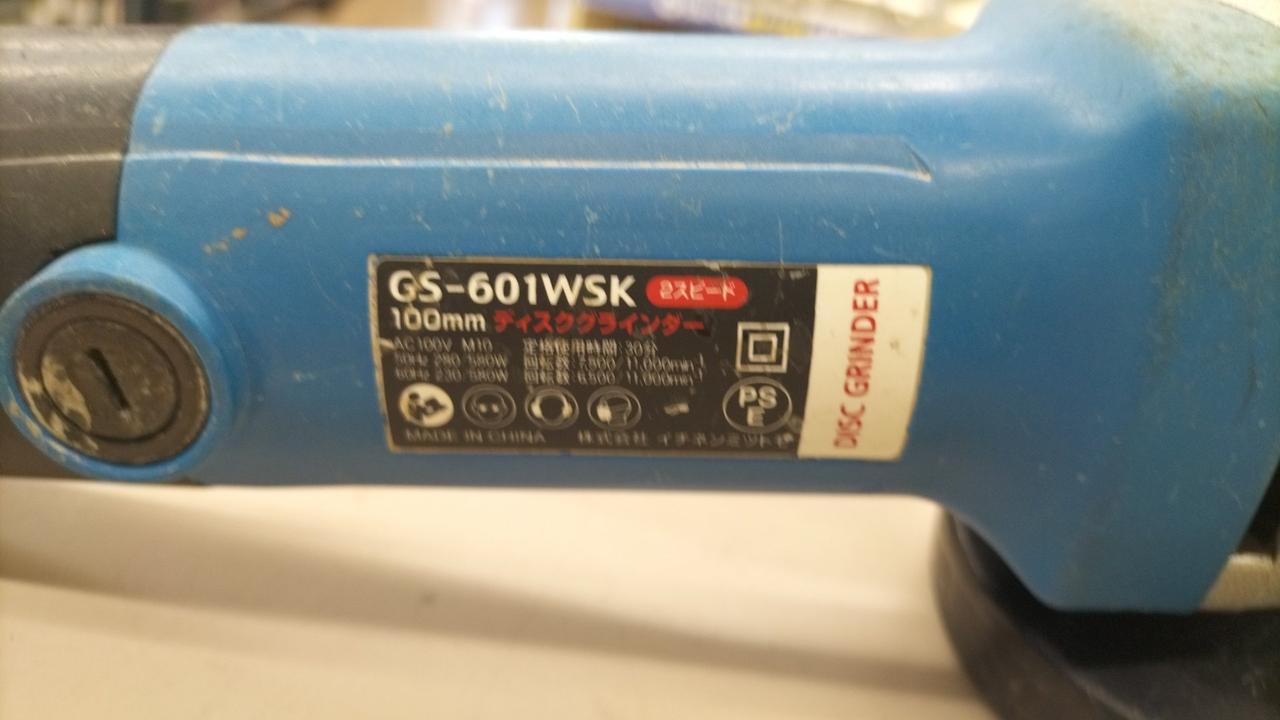 GS-601WSK 2スピード
100mm ディスクグラインダー
AC100V M10 定格使用時間:30分
50Hz 280/580W 回転数:7,500/11,000min⁻¹
60Hz 230/580W 回転数:6,500/11,000min⁻¹
PS
E
MADE IN CHINA 株式会社 イチネンミツトモ
DISC GRINDER